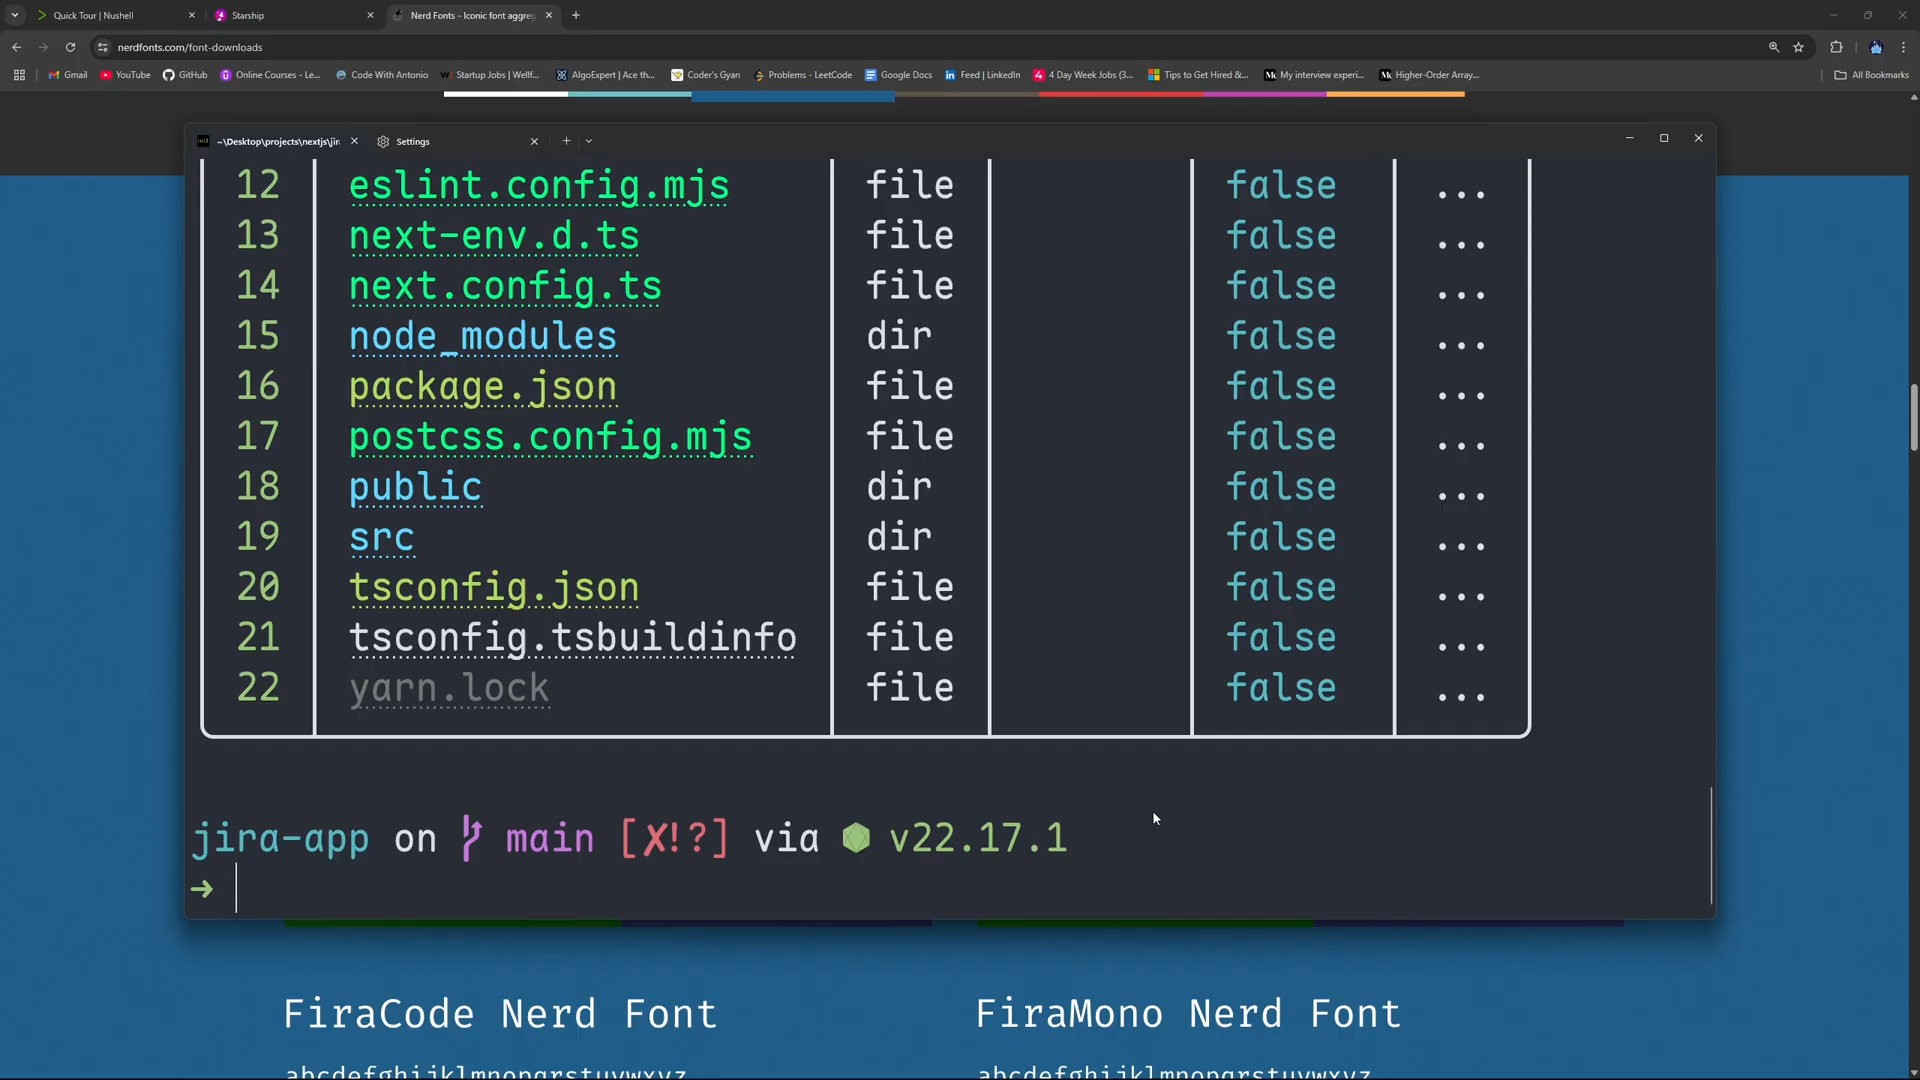 Quick Tour | Nushell
Starship
Nerd Fonts - Iconic font aggreg
nerdfonts.com/font-downloads
Gmail
YouTube
GitHub
Online Courses - Le...
Code With Antonio
Startup Jobs | Wellf...
AlgoExpert | Ace th...
Coder's Gyan
Problems - LeetCode
Google Docs
Feed | LinkedIn
4 Day Week Jobs (3...
Tips to Get Hired &...
My interview experi...
Higher-Order Array...
All Bookmarks
~\Desktop\projects\nextjs\jir
Settings
12 eslint.config.mjs file false ...
13 next-env.d.ts file false ...
14 next.config.ts file false ...
15 node_modules dir false ...
16 package.json file false ...
17 postcss.config.mjs file false ...
18 public dir false ...
19 src dir false ...
20 tsconfig.json file false ...
21 tsconfig.tsbuildinfo file false ...
22 yarn.lock file false ...
jira-app on main [✘!?] via v22.17.1
➜
FiraCode Nerd Font
FiraMono Nerd Font
abcdefghijklmnopqrstuvwxyz
abcdefghijklmnopqrstuvwxyz